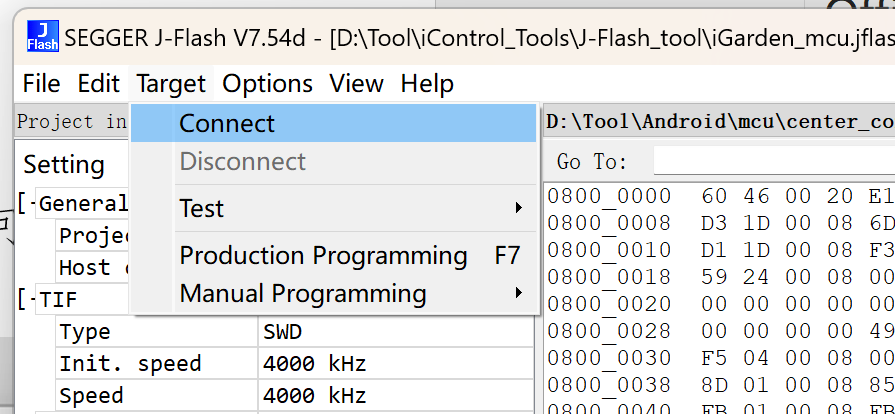 J
Flash
SEGGER J-Flash V7.54d - [D:\Tool\iControl_Tools\J-Flash_tool\iGarden_mcu.jflas
File Edit Target Options View Help
Project in
Connect
D:\Tool\Android\mcu\center_co
Disconnect
Setting
Go To:
[-General
Test
Projec
Production Programming F7
Host
Manual Programming
[-TIF
Type SWD
Init. speed 4000 kHz
Speed 4000 kHz
0800_0000 60 46 00 20 E1
0800_0008 D3 1D 00 08 6D
0800_0010 D1 1D 00 08 F3
0800_0018 59 24 00 08 00
0800_0020 00 00 00 00 00
0800_0028 00 00 00 00 49
0800_0030 F5 04 00 08 00
0800_0038 8D 01 00 08 85
0800_0040 FB 01 00 08 FB